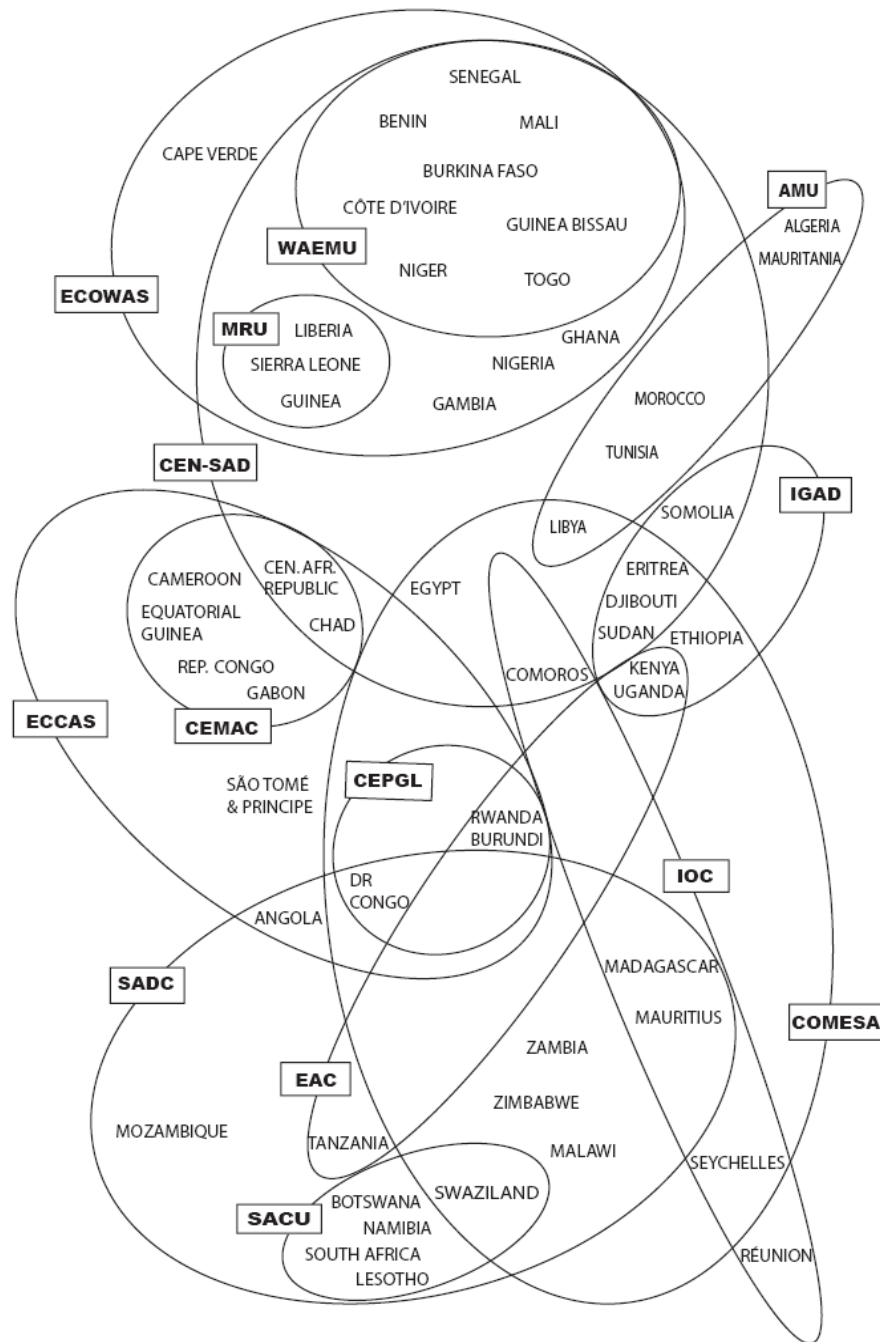 SENEGAL
BENIN
MALI
CAPE VERDE
BURKINA FASO
AMU
CÔTE D'IVOIRE
GUINEA BISSAU
ALGERIA
WAEMU
MAURITANIA
NIGER
TOGO
ECOWAS
MRU
LIBERIA
GHANA
SIERRA LEONE
NIGERIA
GUINEA
GAMBIA
MOROCCO
TUNISIA
CEN-SAD
IGAD
SOMOLIA
LIBYA
CAMEROON
CEN. AFR.
REPUBLIC
EGYPT
ERITREA
EQUATORIAL
GUINEA
CHAD
DJIBOUTI
SUDAN
ETHIOPIA
REP. CONGO
GABON
COMOROS
KENYA
UGANDA
ECCAS
CEMAC
CEPGL
SÃO TOMÉ
& PRINCIPE
RWANDA
BURUNDI
IOC
DR
CONGO
ANGOLA
SADC
MADAGASCAR
MAURITIUS
COMESA
ZAMBIA
EAC
ZIMBABWE
MOZAMBIQUE
TANZANIA
MALAWI
SEYCHELLES
SWAZILAND
BOTSWANA
SACU
NAMIBIA
SOUTH AFRICA
LESOTHO
RÉUNION